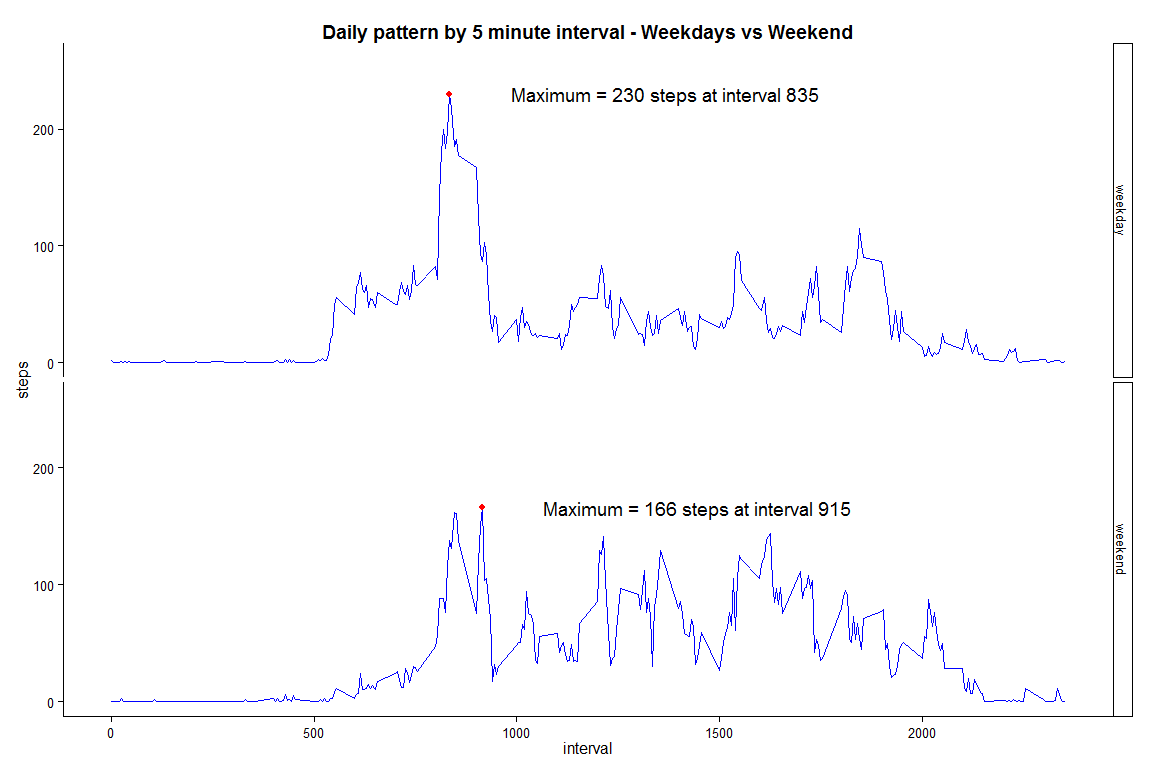 Daily pattern by 5 minute interval - Weekdays vs Weekend
Maximum = 230 steps at interval 835
200
100
0
weekday
steps
Maximum = 166 steps at interval 915
200
100
0
weekend
0 500 1000 1500 2000
interval